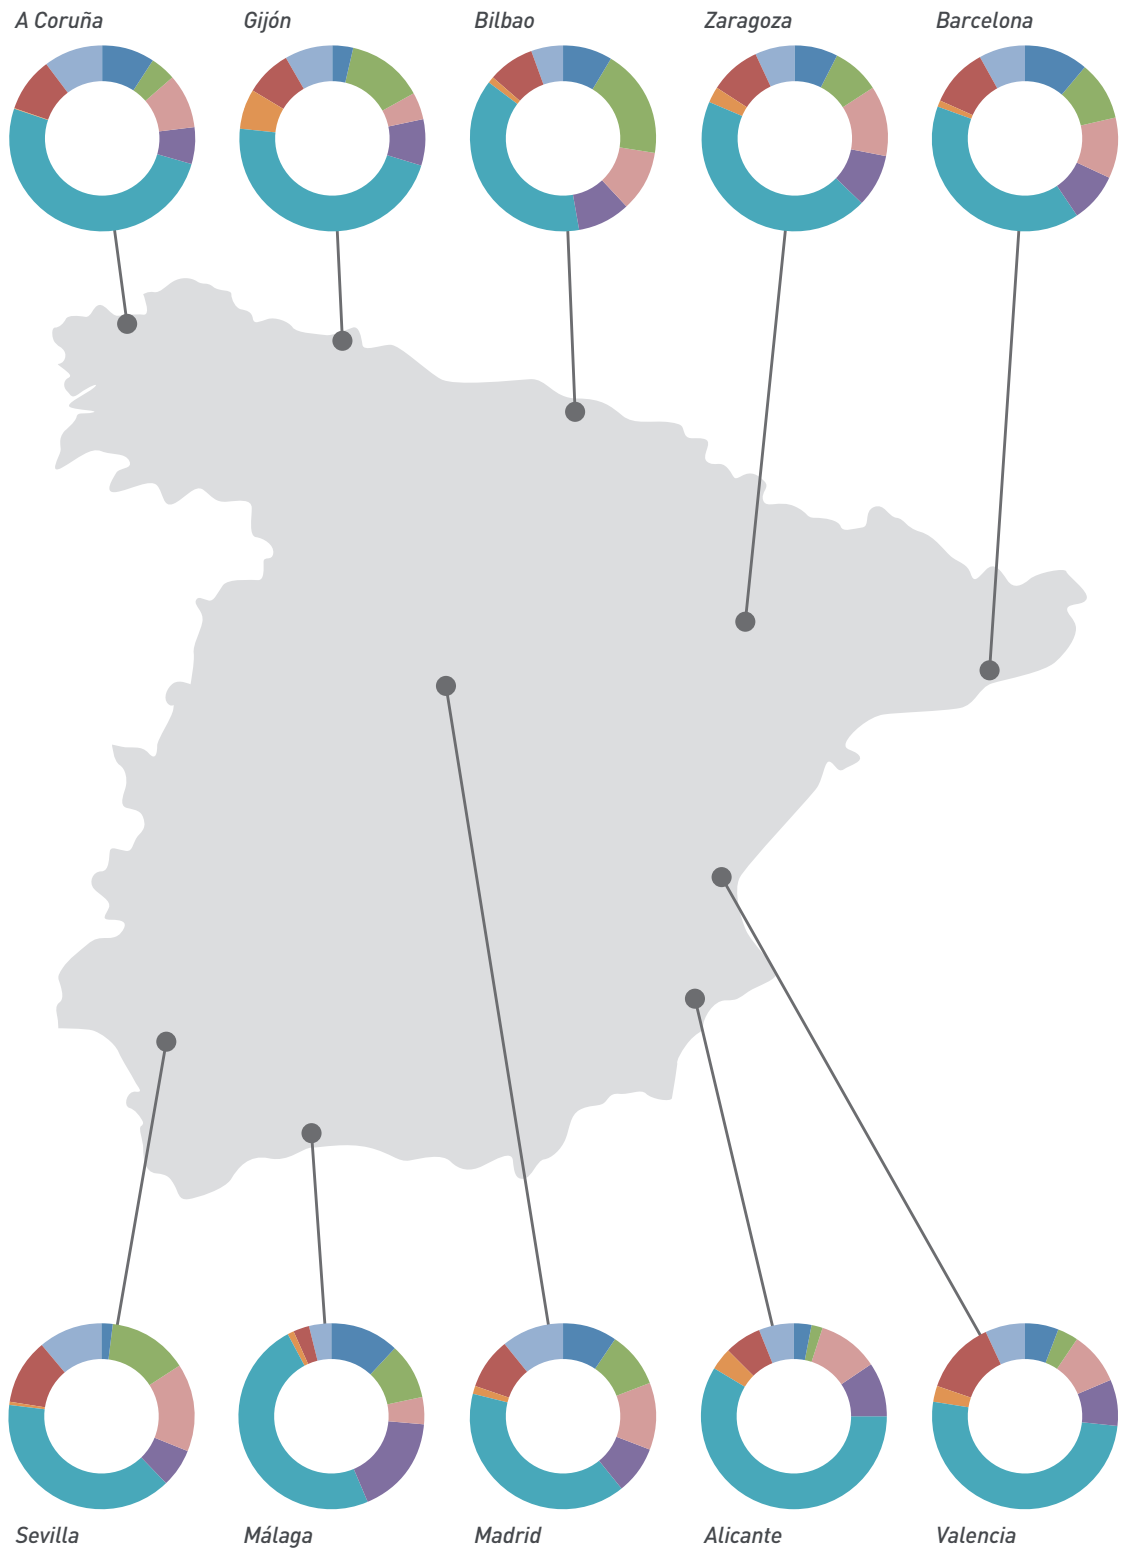 A Coruña
Gijón
Bilbao
Zaragoza
Barcelona
Sevilla
Málaga
Madrid
Alicante
Valencia